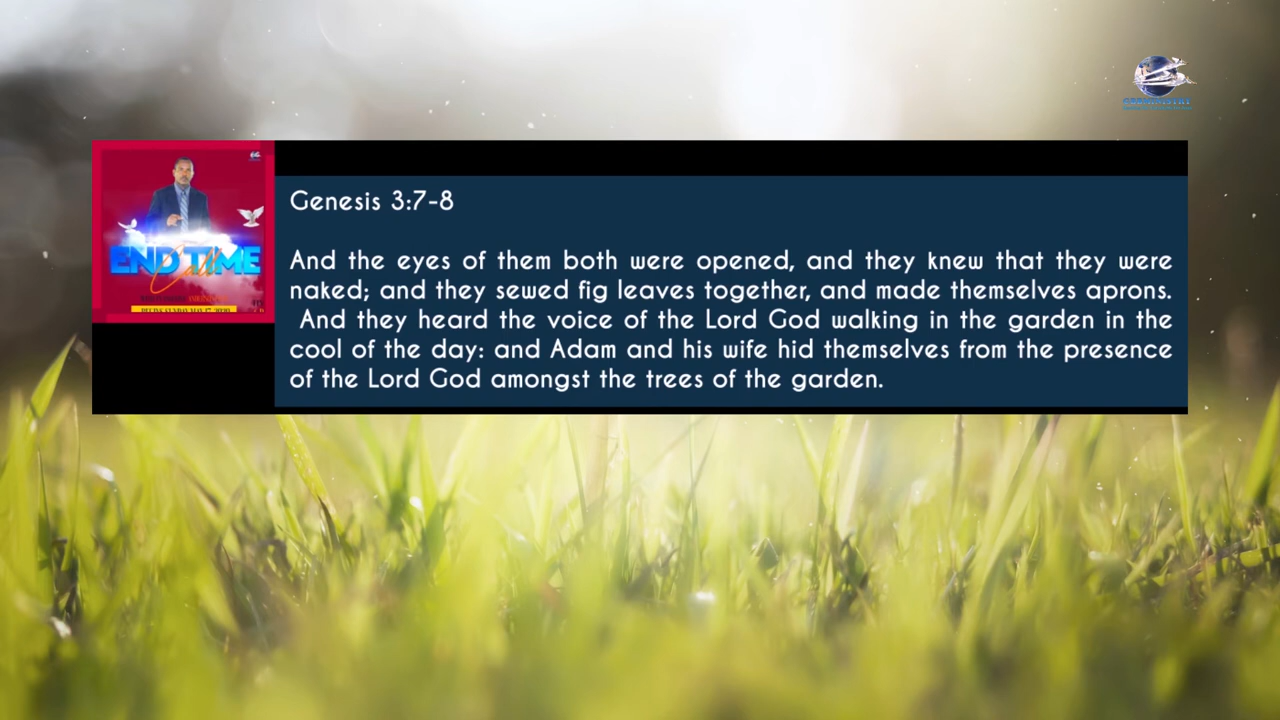 Genesis 3:7-8
And the eyes of them both were opened, and they knew that they were
naked; and they sewed fig leaves together, and made themselves aprons.
And they heard the voice of the Lord God walking in the garden in the
cool of the day: and Adam and his wife hid themselves from the presence
of the Lord God amongst the trees of the garden.
END TIME
Call